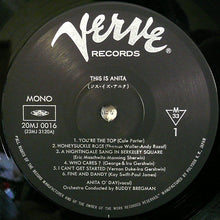 verve
RECORDS
THIS IS ANITA
(ジス・イズ・アニタ)
MONO
20MJ 0016
(23MJ 3120A)
M
33
1
1. YOU'RE THE TOP (Cole Porter)
2. HONEYSUCKLE ROSE (Thomas Waller-Andy Razaf)
3. A NIGHTINGALE SANG IN BERKELEY SQUARE
(Eric Maschwitz-Manning Sherwin)
4. WHO CARES? (George & Ira Gershwin)
5. I CAN'T GET STARTED (Vernon Duke-Ira Gershwin)
6. FINE AND DANDY (Kay Swift-Paul James)
ANITA O'DAY(vocal)
Orchestra Conducted by BUDDY BREGMAN